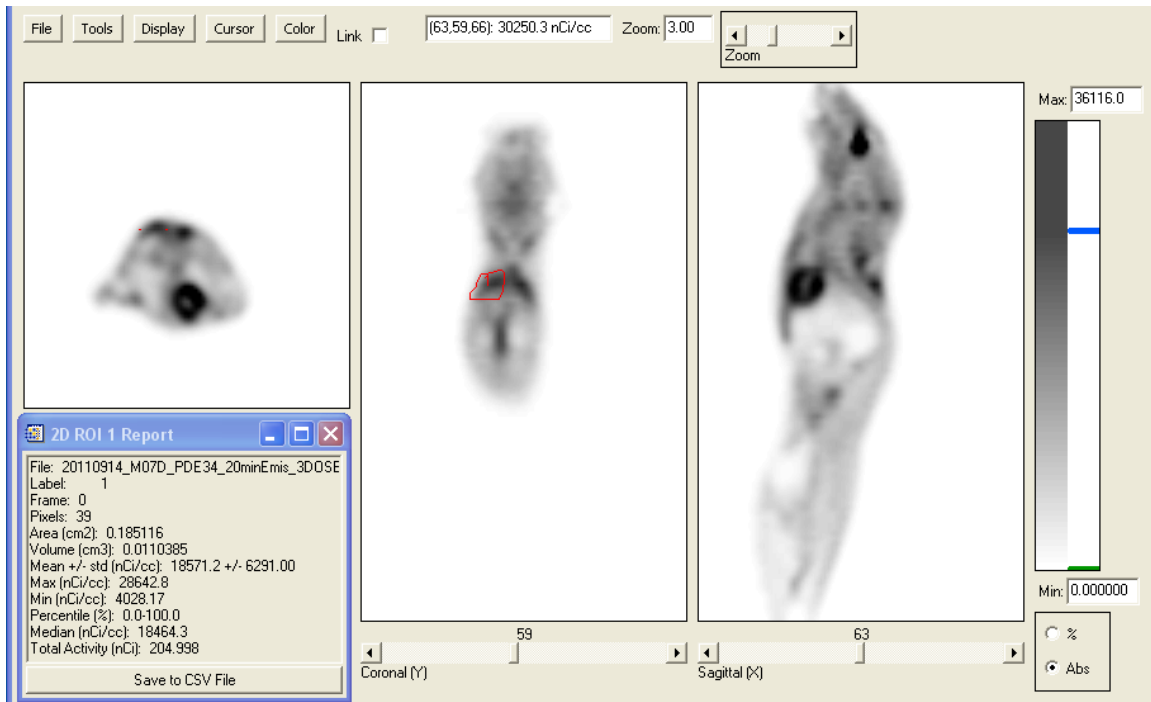 File Tools Display Cursor Color Link (63,59,66): 30250.3 nCi/cc Zoom: 3.00
Zoom
Max: 36116.0
2D ROI 1 Report
File: 20110914_M07D_PDE34_20minEmis_3DOSE
Label: 1
Frame: 0
Pixels: 39
Area (cm2): 0.185116
Volume (cm3): 0.0110385
Mean +/- std (nCi/cc): 18571.2 +/- 6291.00
Max (nCi/cc): 28642.8
Min (nCi/cc): 4028.17
Percentile (%): 0.0-100.0
Median (nCi/cc): 18464.3
Total Activity (nCi): 204.998
Save to CSV File
59
Coronal (Y)
63
Sagittal (X)
Min: 0.000000
%
Abs